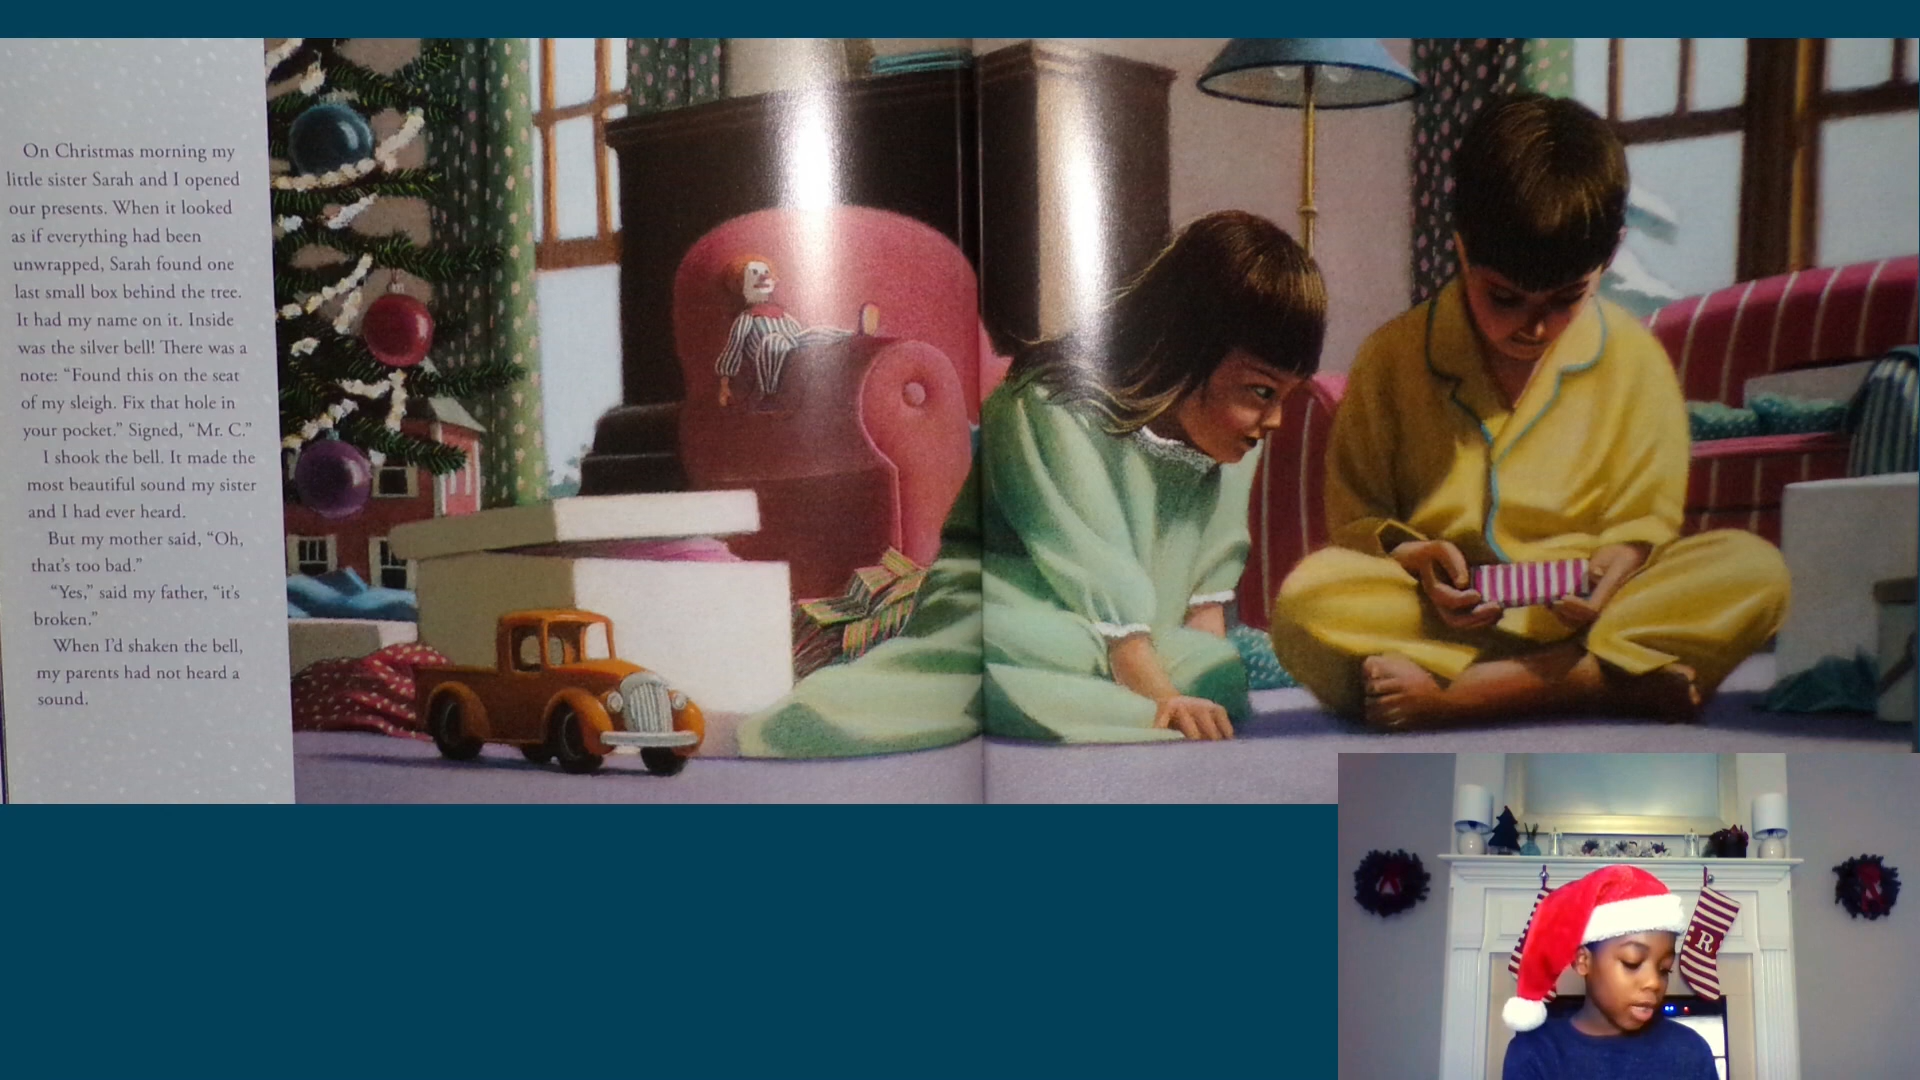 On Christmas morning my
little sister Sarah and I opened
our presents. When it looked
as if everything had been
unwrapped, Sarah found one
last small box behind the tree.
It had my name on it. Inside
was the silver bell! There was a
note: “Found this on the seat
of my sleigh. Fix that hole in
your pocket.” Signed, “Mr. C.”
I shook the bell. It made the
most beautiful sound my sister
and I had ever heard.
But my mother said, “Oh,
that’s too bad.”
“Yes,” said my father, “it’s
broken.”
When I’d shaken the bell,
my parents had not heard a
sound.
R